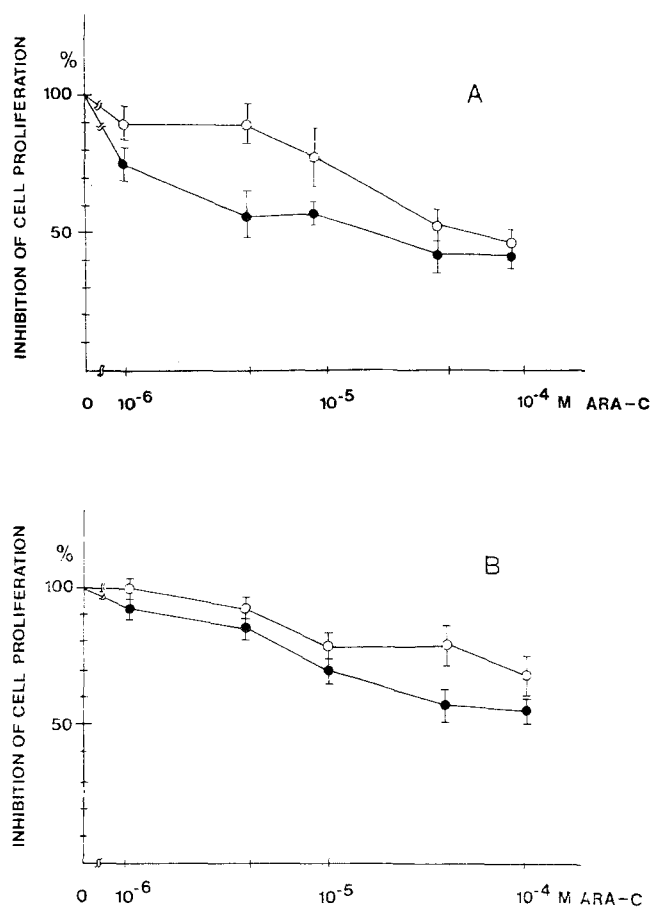 %
A
100
50
INHIBITION OF CELL PROLIFERATION
0 10-6 10-5 10-4 M ARA-C
%
B
100
50
INHIBITION OF CELL PROLIFERATION
0 10-6 10-5 10-4 M ARA-C